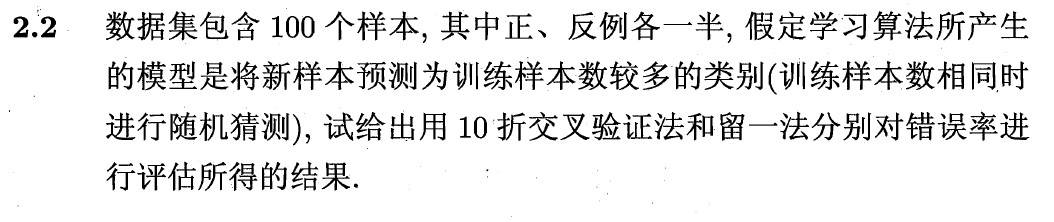 2.2 数据集包含 100 个样本, 其中正、反例各一半, 假定学习算法所产生
的模型是将新样本预测为训练样本数较多的类别(训练样本数相同时
进行随机猜测), 试给出用 10 折交叉验证法和留一法分别对错误率进
行评估所得的结果.